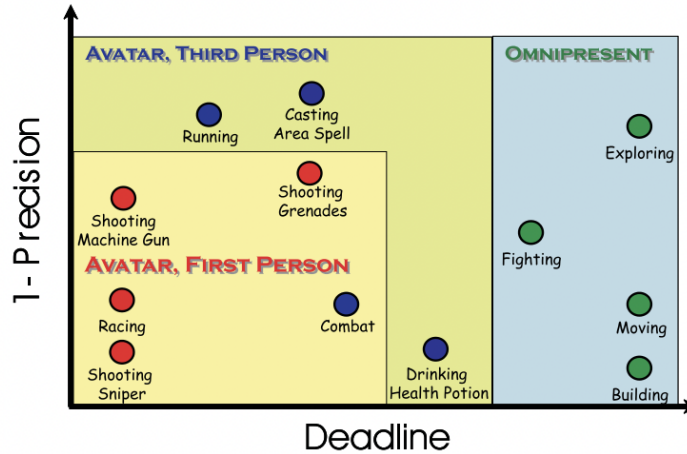 AVATAR, THIRD PERSON
OMNIPRESENT
Running
Casting
Area Spell
Exploring
Shooting
Machine Gun
Shooting
Grenades
Fighting
AVATAR, FIRST PERSON
Racing
Combat
Moving
Shooting
Sniper
Drinking
Health Potion
Building
1- Precision
Deadline